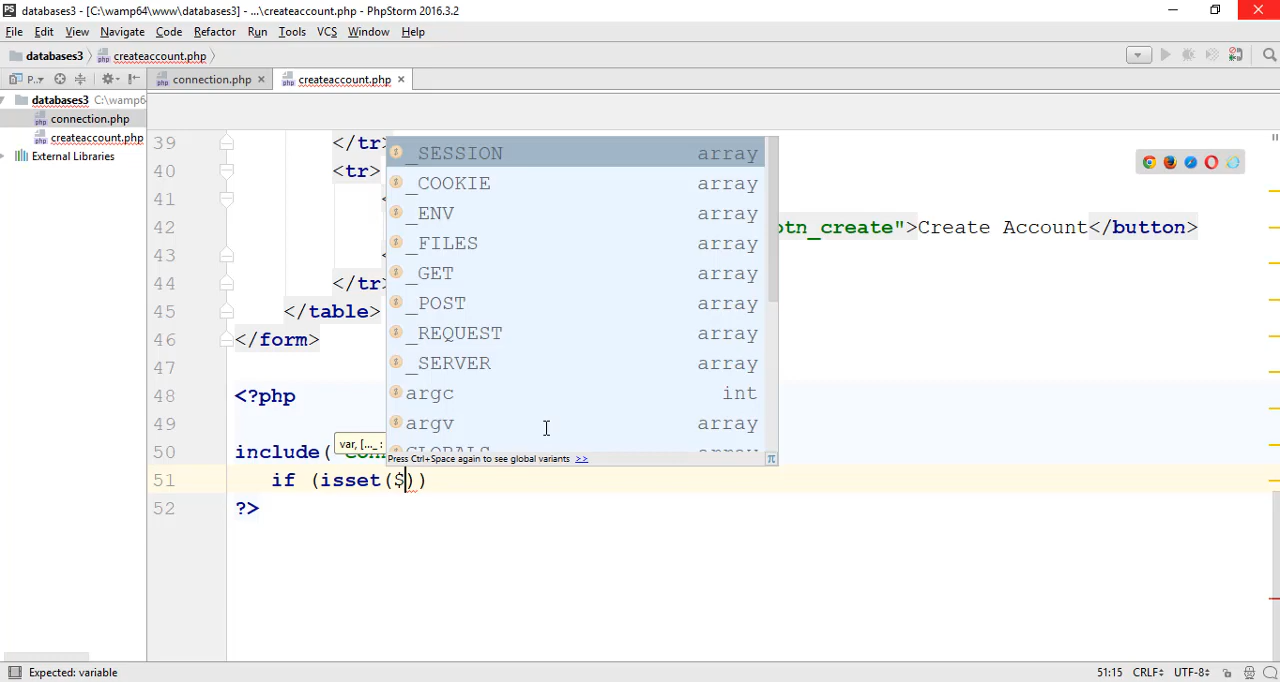 databases3 - [C:\wamp64\www\databases3] - ...\createaccount.php - PhpStorm 2016.3.2
File Edit View Navigate Code Refactor Run Tools VCS Window Help
databases3 createaccount.php
P.. connection.php createaccount.php
databases3 C:\wamp6
connection.php
createaccount.php
External Libraries
39 </tr>
40 <tr>
41 <
42 otn_create">Create Account</button>
43 <
44 </tr>
45 </table>
46 </form>
47
48 <?php
49
50 include(
51 if (isset($))
52 ?>
_SESSION array
_COOKIE array
_ENV array
_FILES array
_GET array
_POST array
_REQUEST array
_SERVER array
argc int
argv array
GLOBALS array
Press Ctrl+Space again to see global variants >>
π
var, [..._ :
Expected: variable 51:15 CRLF UTF-8